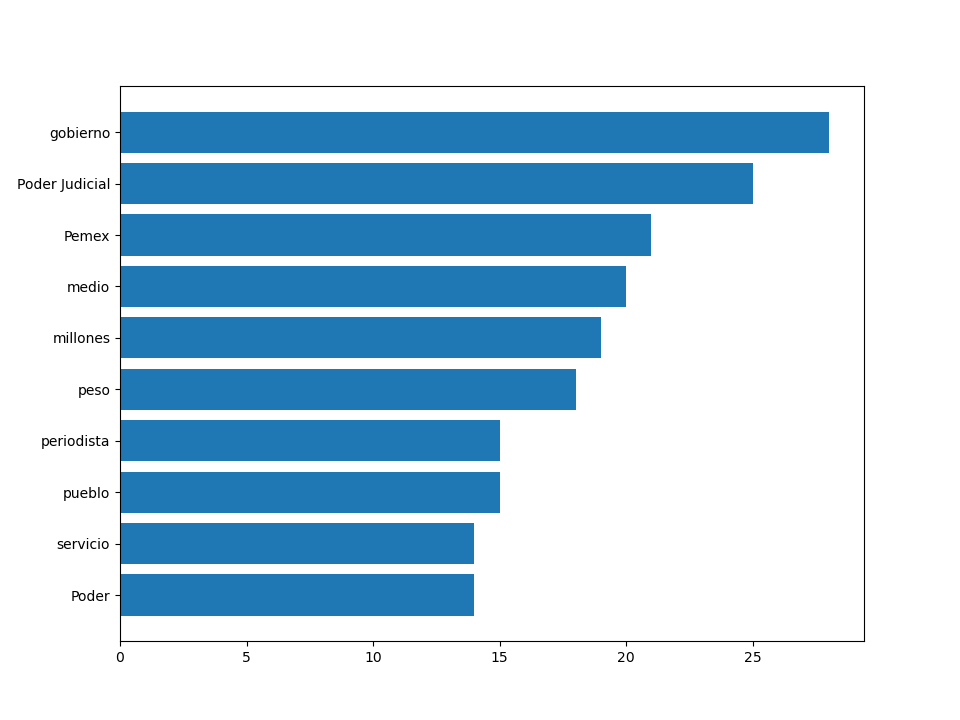 gobierno
Poder Judicial
Pemex
medio
millones
peso
periodista
pueblo
servicio
Poder
0 5 10 15 20 25